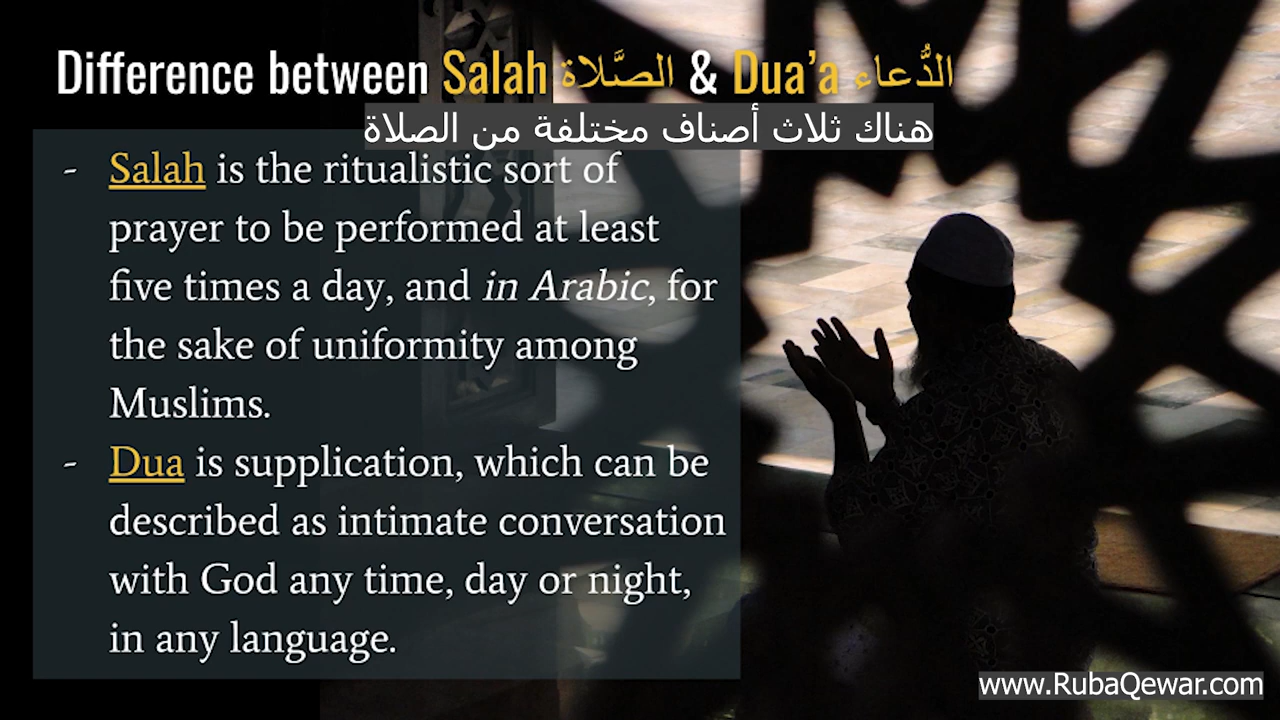 Difference between Salah الصَّلاة & Dua’a الدُّعاء
هناك ثلاث أصناف مختلفة من الصلاة
- Salah is the ritualistic sort of
prayer to be performed at least
five times a day, and in Arabic, for
the sake of uniformity among
Muslims.
- Dua is supplication, which can be
described as intimate conversation
with God any time, day or night,
in any language.
www.RubaQewar.com